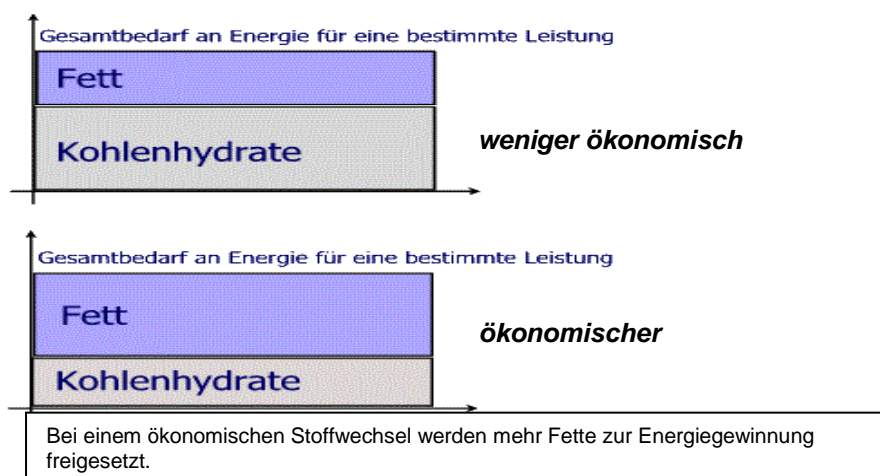 Gesamtbedarf an Energie für eine bestimmte Leistung
Fett
Kohlenhydrate
weniger ökonomisch
Gesamtbedarf an Energie für eine bestimmte Leistung
Fett
Kohlenhydrate
ökonomischer
Bei einem ökonomischen Stoffwechsel werden mehr Fette zur Energiegewinnung
freigesetzt.